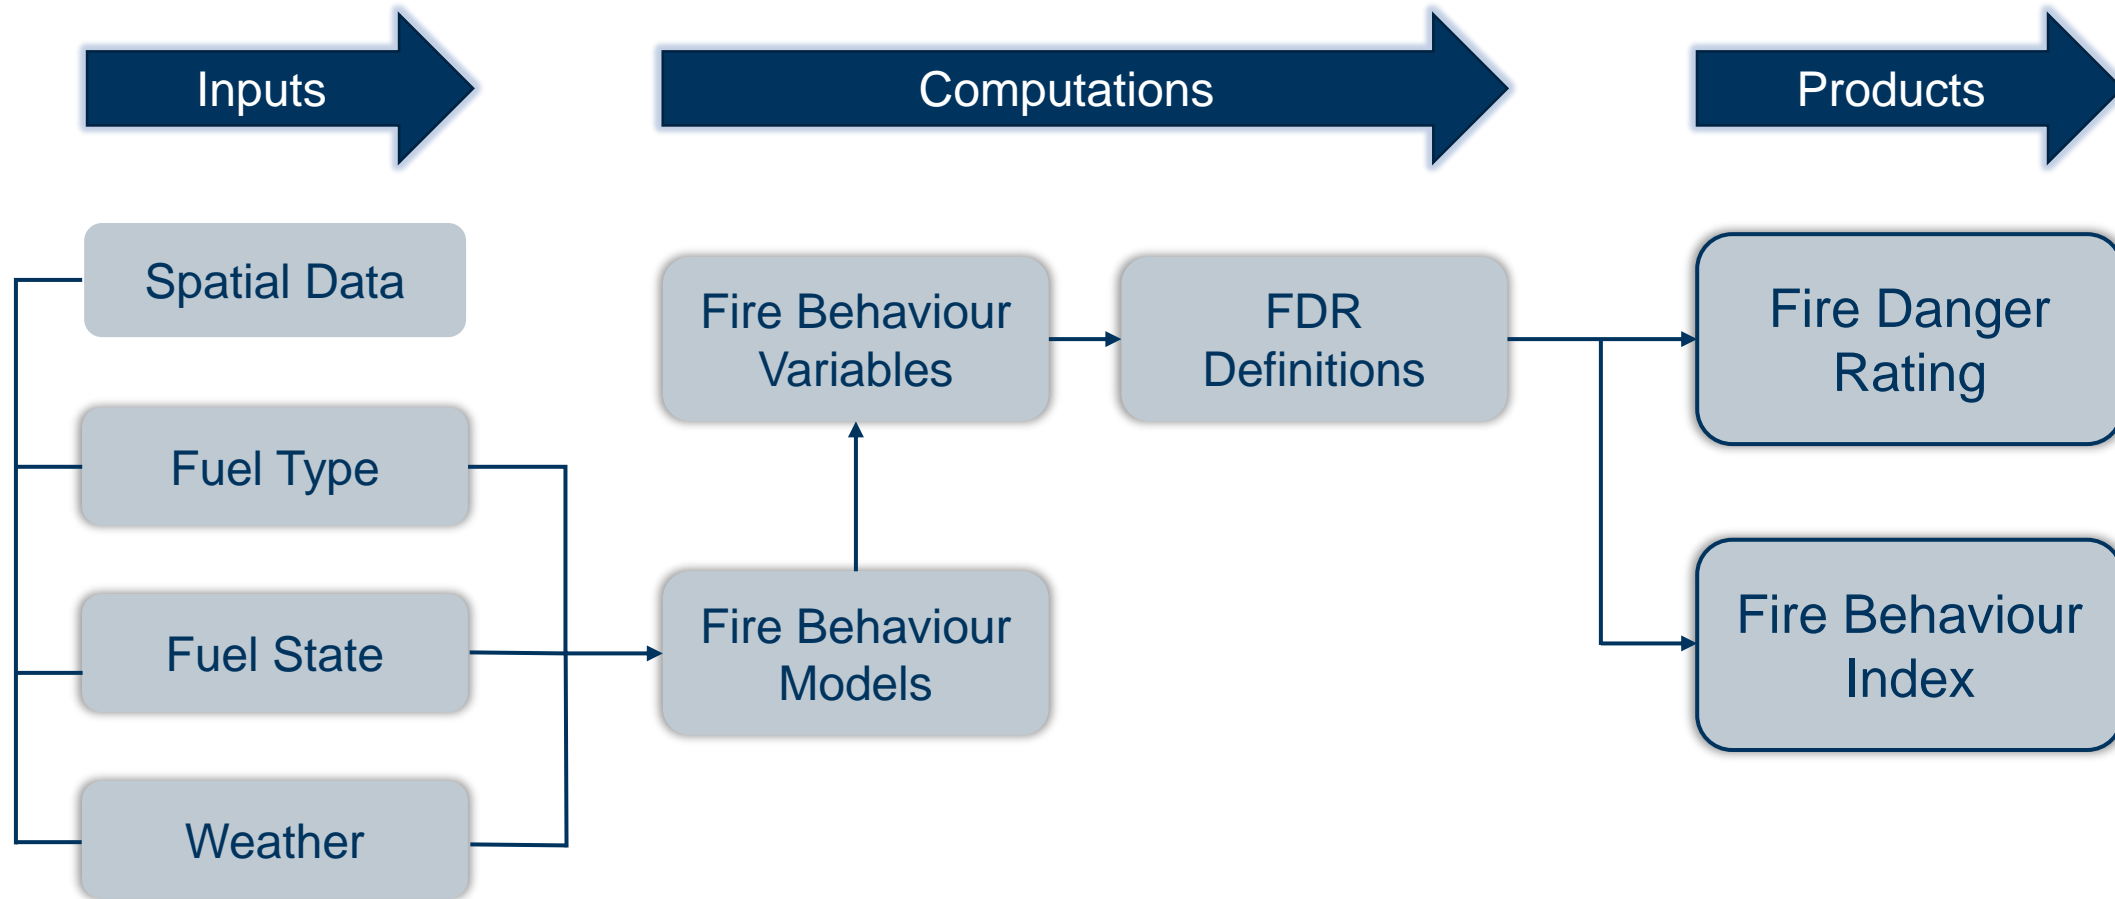 Inputs
Computations
Products
Spatial Data
Fuel Type
Fuel State
Weather
Fire Behaviour
Variables
FDR
Definitions
Fire Behaviour
Models
Fire Danger
Rating
Fire Behaviour
Index